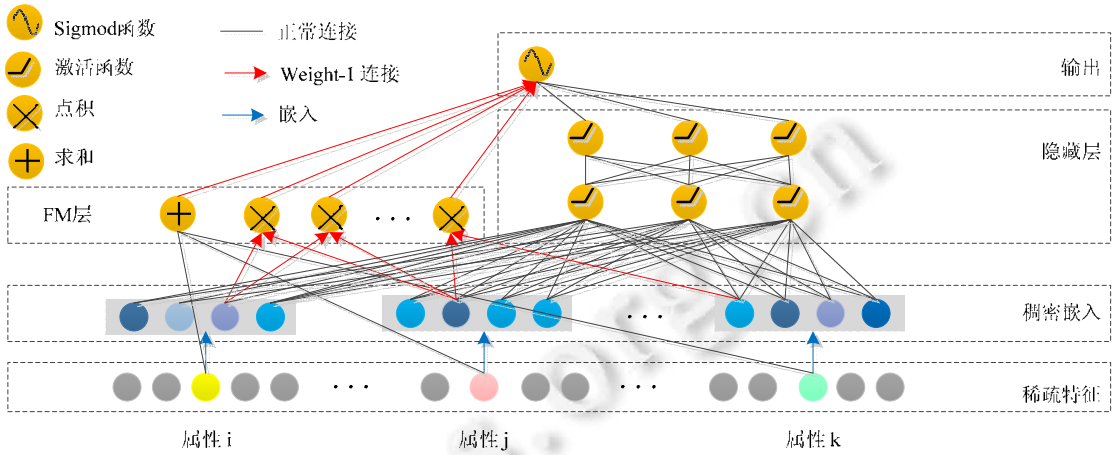 Sigmod函数
正常连接
激活函数
Weight-1 连接
输出
点积
嵌入
求和
隐藏层
FM层
...
稠密嵌入
...
... ... 稀疏特征
属性 i 属性 j 属性 k